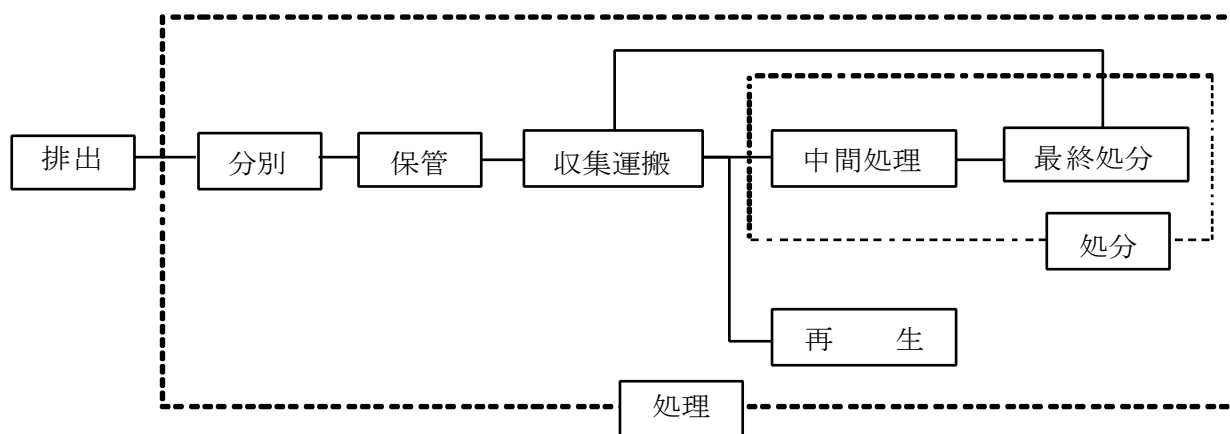 排出
分別
保管
収集運搬
中間処理
最終処分
処分
再 生
処理